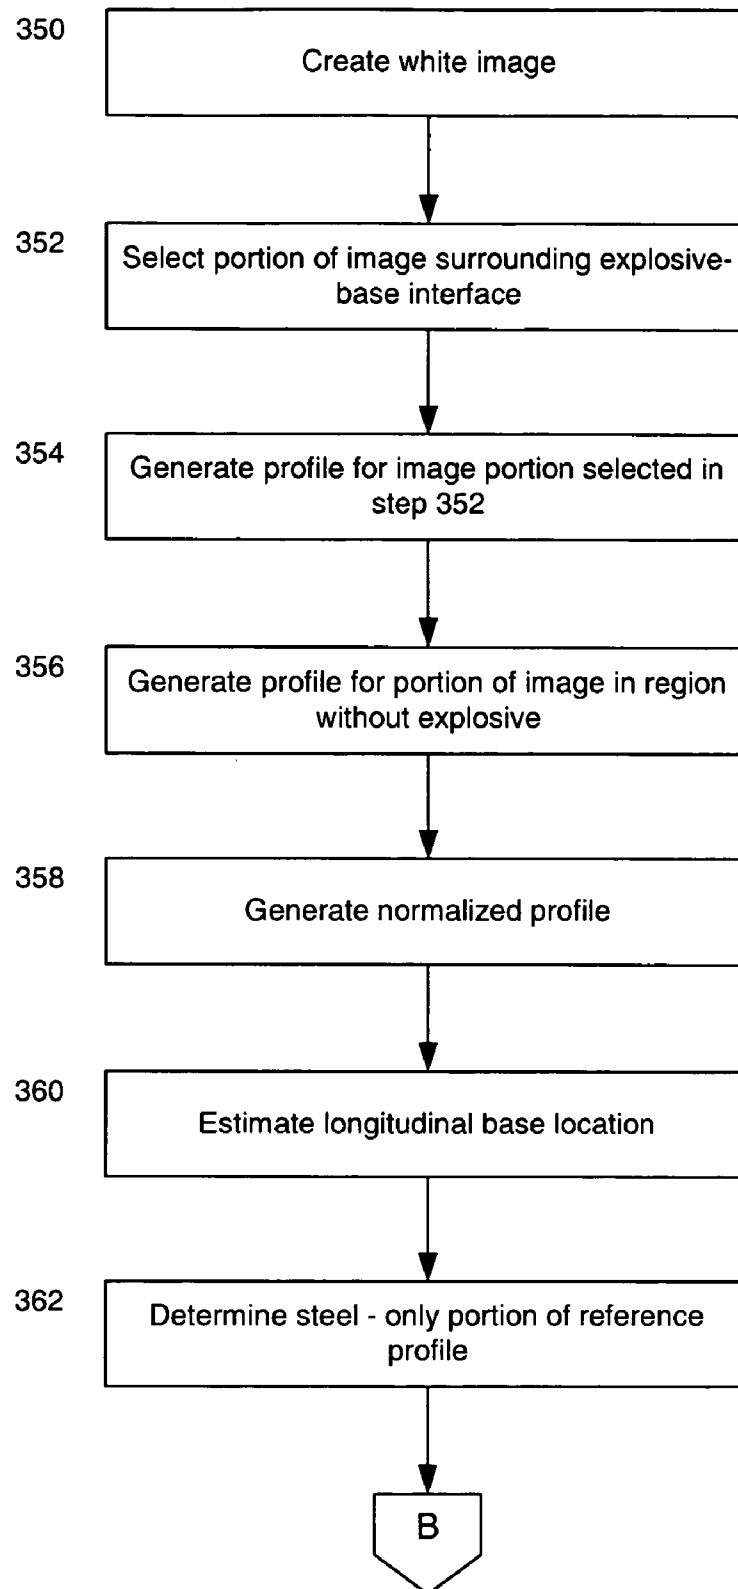 350
Create white image
352
Select portion of image surrounding explosive-
base interface
354
Generate profile for image portion selected in
step 352
356
Generate profile for portion of image in region
without explosive
358
Generate normalized profile
360
Estimate longitudinal base location
362
Determine steel - only portion of reference
profile
B